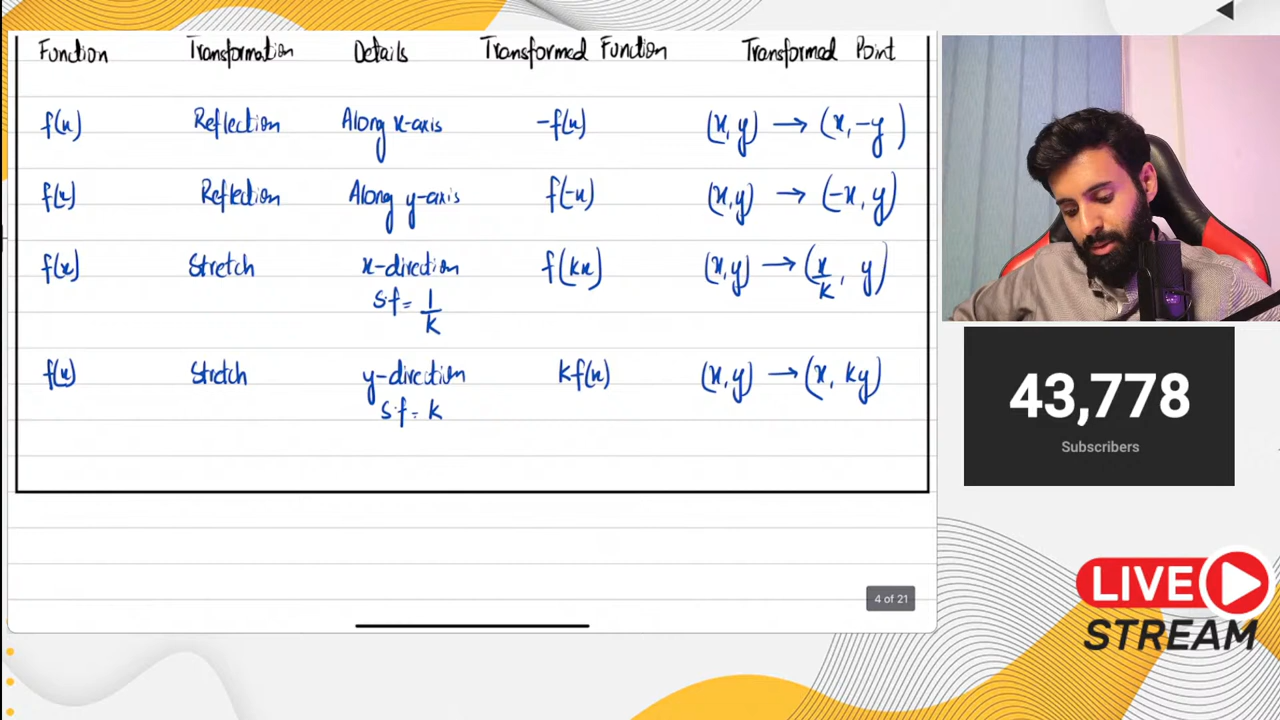 Function Transformation Details Transformed Function Transformed Point
f(x) Reflection Along x-axis -f(x) (x, y) → (x, -y)
f(x) Reflection Along y-axis f(-x) (x, y) → (-x, y)
f(x) Stretch x-direction f(kx) (x, y) → (x/k, y)
s.f = 1/k
f(x) Stretch y-direction kf(x) (x, y) → (x, ky)
s.f = k
4 of 21
43,778
Subscribers
LIVE
STREAM